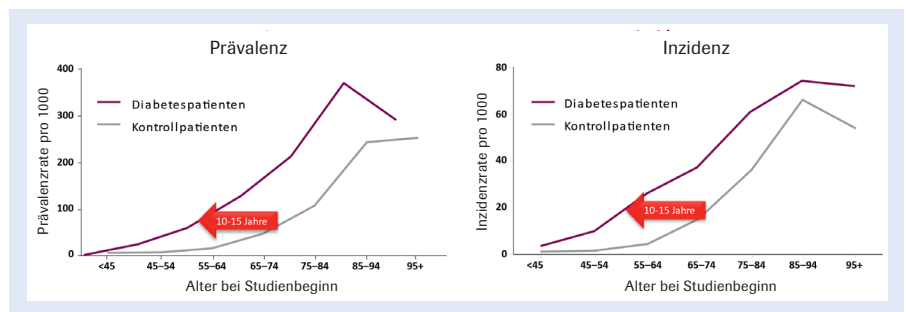 Prävalenz
Prävalenzrate pro 1000
400
300
200
100
0
Diabetespatienten
Kontrollpatienten
10-15 Jahre
<45
45–54
55–64
65–74
75–84
85–94
95+
Alter bei Studienbeginn
Inzidenz
Inzidenzrate pro 1000
80
60
40
20
0
Diabetespatienten
Kontrollpatienten
10-15 Jahre
<45
45–54
55–64
65–74
75–84
85–94
95+
Alter bei Studienbeginn